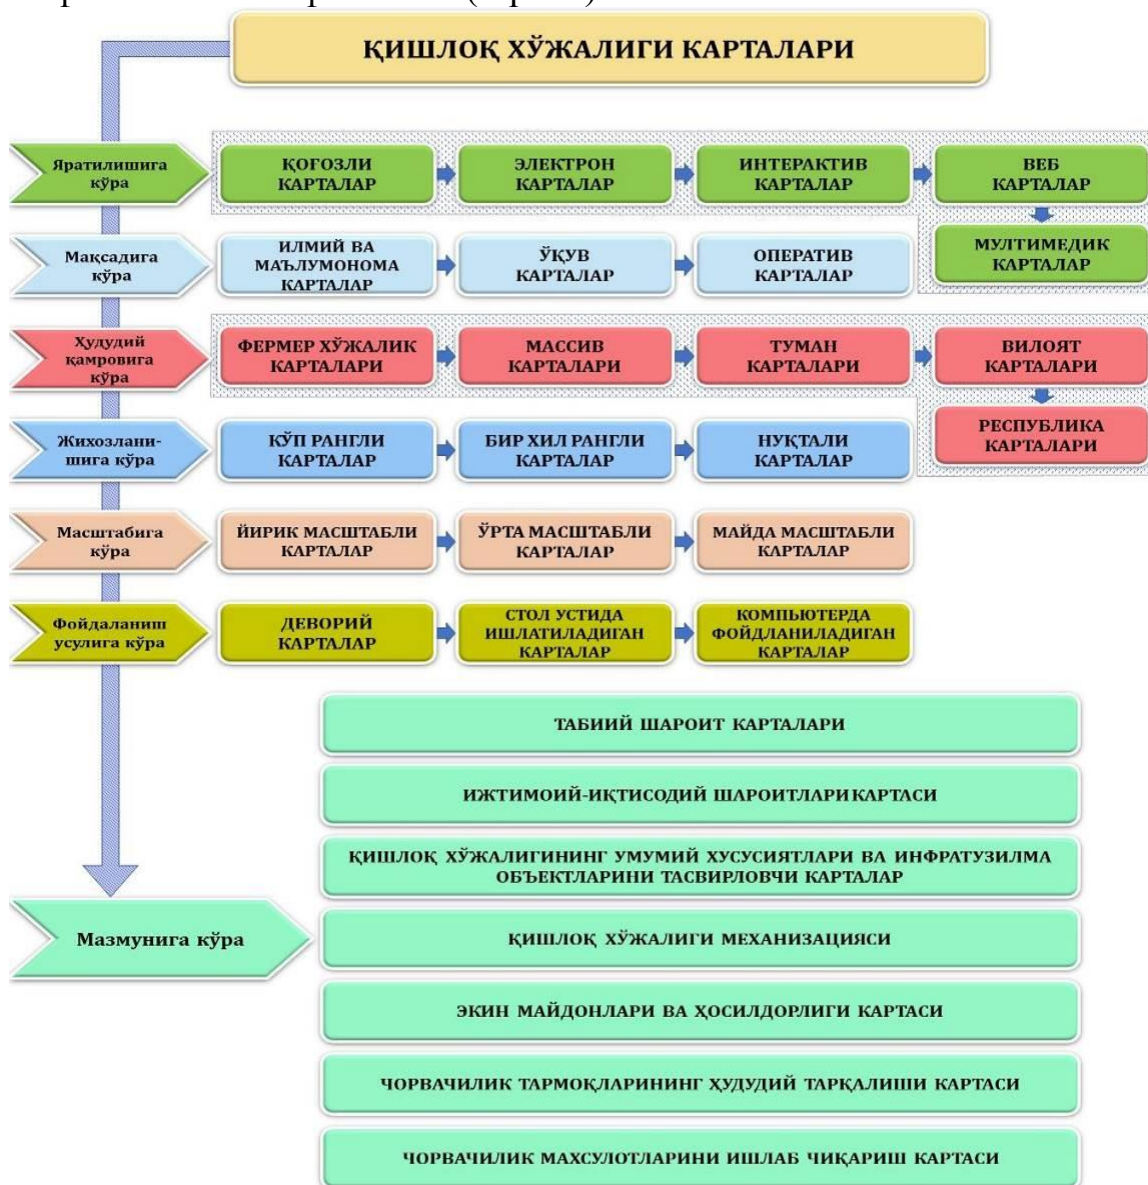 ҚИШЛОҚ ХЎЖАЛИГИ КАРТАЛАРИ
Яратилишига
кўра
ҚОҒОЗЛИ
КАРТАЛАР
ЭЛЕКТРОН
КАРТАЛАР
ИНТЕРАКТИВ
КАРТАЛАР
ВЕБ
КАРТАЛАР
МУЛТИМЕДИК
КАРТАЛАР
Мақсадига
кўра
ИЛМИЙ ВА
МАЪЛУМОНОМА
КАРТАЛАР
ЎҚУВ
КАРТАЛАР
ОПЕРАТИВ
КАРТАЛАР
Ҳудудий
қамровига
кўра
ФЕРМЕР ХЎЖАЛИК
КАРТАЛАРИ
МАССИВ
КАРТАЛАРИ
ТУМАН
КАРТАЛАРИ
ВИЛОЯТ
КАРТАЛАРИ
РЕСПУБЛИКА
КАРТАЛАРИ
Жихозлани-
шига кўра
КЎП РАНГЛИ
КАРТАЛАР
БИР ХИЛ РАНГЛИ
КАРТАЛАР
НУҚТАЛИ
КАРТАЛАР
Масштабига
кўра
ЙИРИК МАСШТАБЛИ
КАРТАЛАР
ЎРТА МАСШТАБЛИ
КАРТАЛАР
МАЙДА МАСШТАБЛИ
КАРТАЛАР
Фойдаланиш
усулига кўра
ДЕВОРИЙ
КАРТАЛАР
СТОЛ УСТИДА
ИШЛАТИЛАДИГАН
КАРТАЛАР
КОМПЬЮТЕРДА
ФОЙДЛАНИЛАДИГАН
КАРТАЛАР
Мазмунига кўра
ТАБИИЙ ШАРОИТ КАРТАЛАРИ
ИЖТИМОИЙ-ИҚТИСОДИЙ ШАРОИТЛАРИ КАРТАСИ
ҚИШЛОҚ ХЎЖАЛИГИНИНГ УМУМИЙ ХУСУСИЯТЛАРИ ВА ИНФРАТУЗИЛМА
ОБЪЕКТЛАРИНИ ТАСВИРЛОВЧИ КАРТАЛАР
ҚИШЛОҚ ХЎЖАЛИГИ МЕХАНИЗАЦИЯСИ
ЭКИН МАЙДОНЛАРИ ВА ҲОСИЛДОРЛИГИ КАРТАСИ
ЧОРВАЧИЛИК ТАРМОҚЛАРИНИНГ ҲУДУДИЙ ТАРҚАЛИШИ КАРТАСИ
ЧОРВАЧИЛИК МАХСУЛОТЛАРИНИ ИШЛАБ ЧИҚАРИШ КАРТАСИ